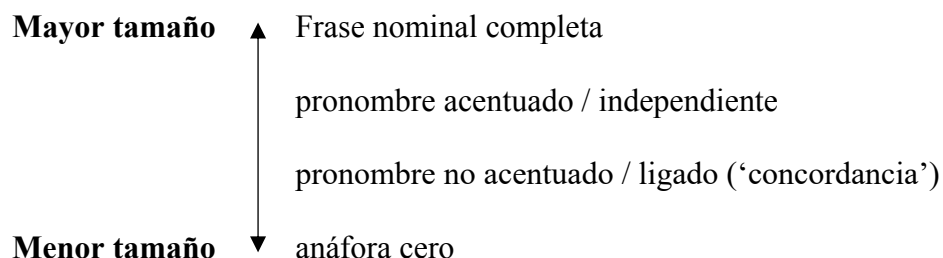 Mayor tamaño Frase nominal completa
pronombre acentuado / independiente
pronombre no acentuado / ligado (‘concordancia’)
Menor tamaño anáfora cero